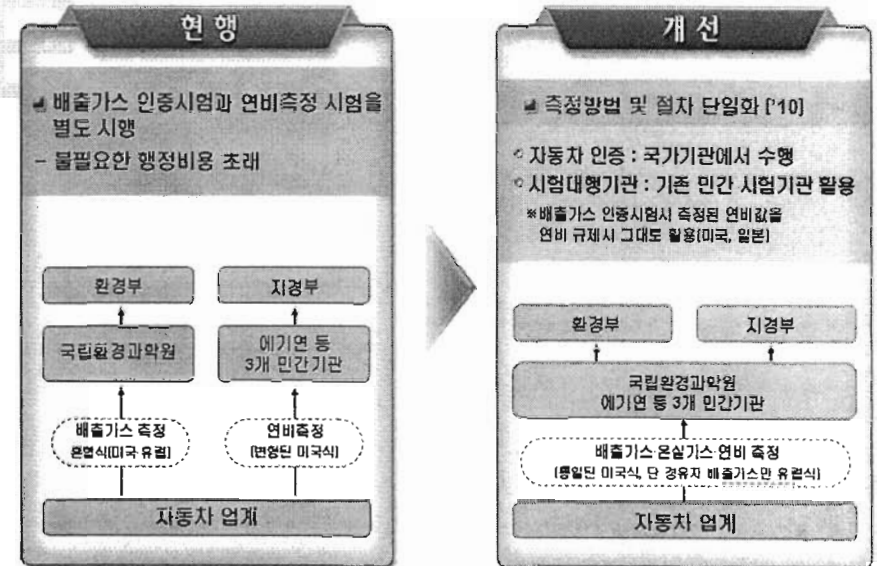 현 행
배출가스 인증시험과 연비측정 시험을
별도 시행
- 불필요한 행정비용 초래
환경부
지경부
국립환경과학원
에기연 등
3개 민간기관
배출가스 측정
혼합식(미국 유럽)
연비측정
(변형된 미국식)
자동차 업계
개 선
측정방법 및 절차 단일화 ['10]
자동차 인증 : 국가기관에서 수행
시험대행기관 : 기존 민간 시험기관 활용
※배출가스 인증시험시 측정된 연비값을
연비 규제시 그대로 활용(미국, 일본)
환경부
지경부
국립환경과학원
에기연 등 3개 민간기관
배출가스·온실가스·연비 측정
(통일된 미국식, 단 경유차 배출가스만 유럽식)
자동차 업계